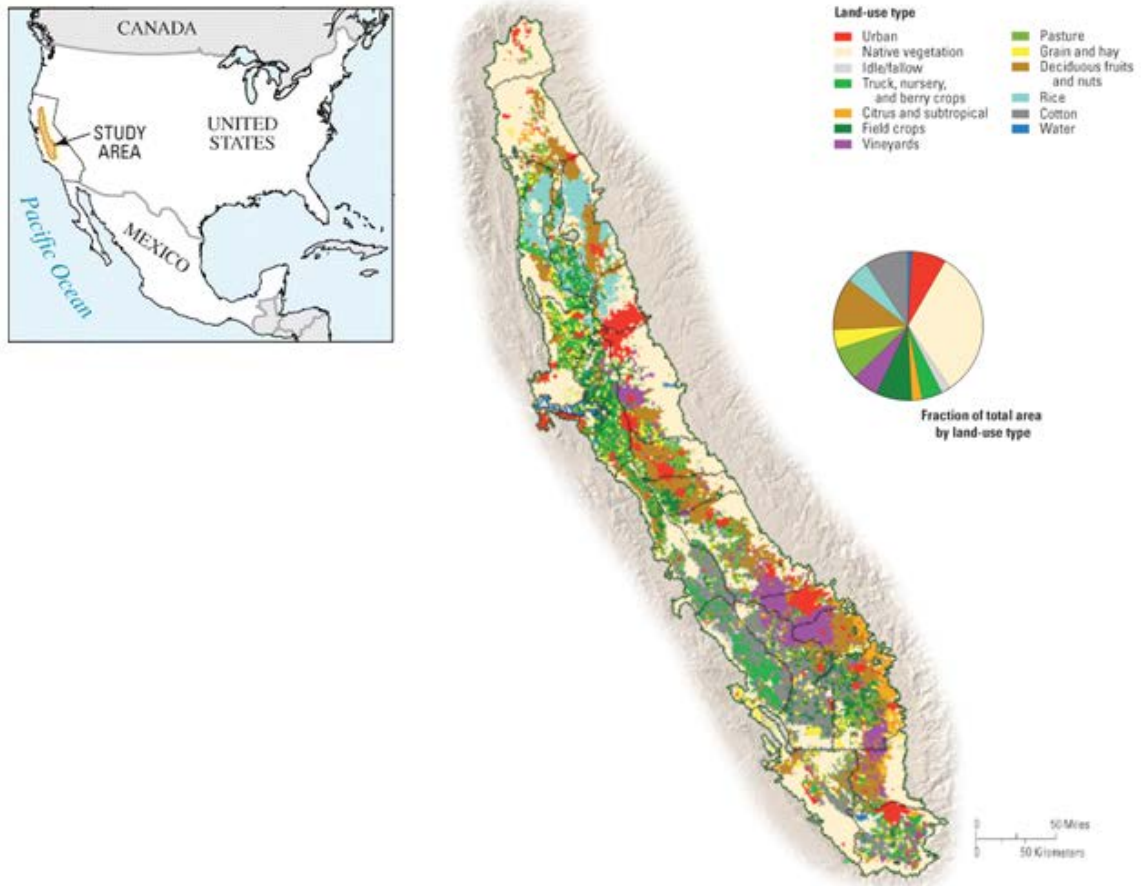 CANADA
STUDY
AREA
UNITED
STATES
MEXICO
Pacific Ocean
Land-use type
Urban
Native vegetation
Idle/fallow
Truck, nursery,
and berry crops
Citrus and subtropical
Field crops
Vineyards
Pasture
Grain and hay
Deciduous fruits
and nuts
Rice
Cotton
Water
Fraction of total area
by land-use type
0 50 Miles
0 50 Kilometers